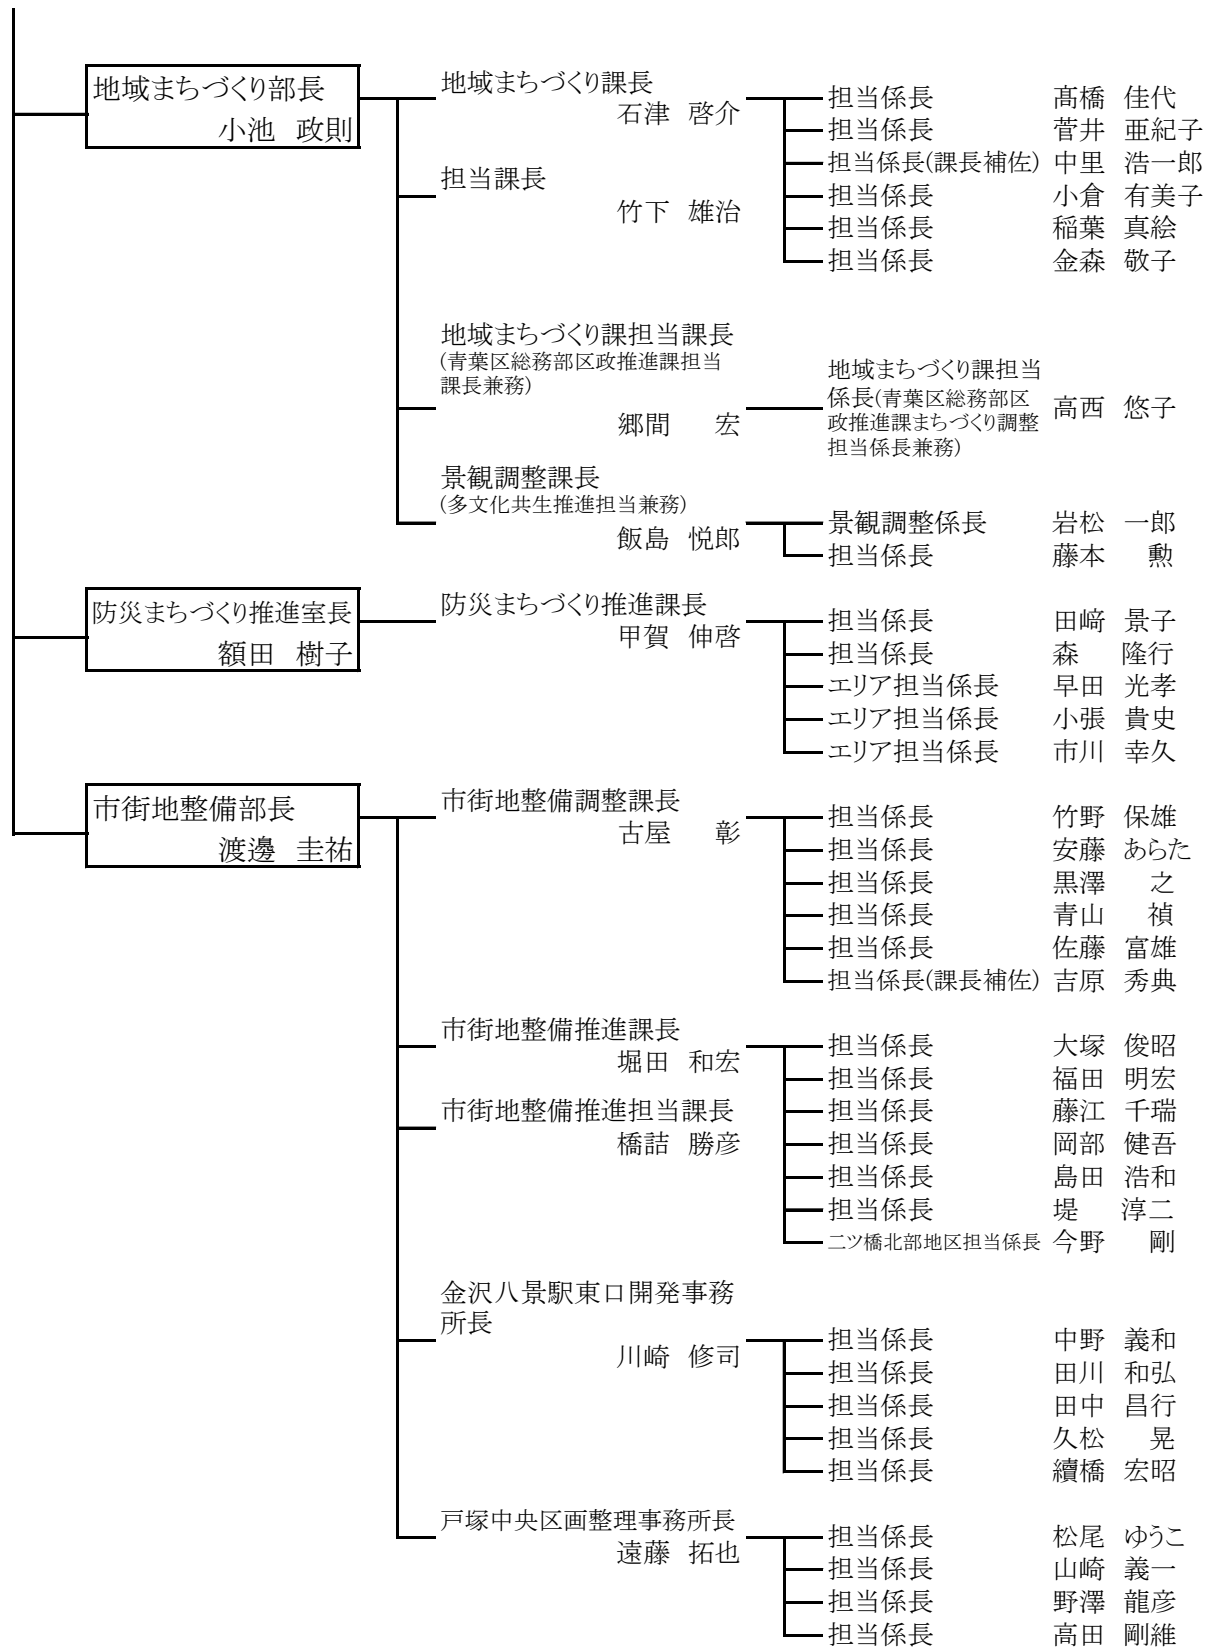 地域まちづくり部長
小池 政則
地域まちづくり課長
石津 啓介
担当係長 髙橋 佳代
担当係長 菅井 亜紀子
担当係長(課長補佐) 中里 浩一郎
担当課長
竹下 雄治
担当係長 小倉 有美子
担当係長 稲葉 真絵
担当係長 金森 敬子
地域まちづくり課担当課長
(青葉区総務部区政推進課担当
課長兼務)
郷間 宏
地域まちづくり課担当
係長(青葉区総務部区
政推進課まちづくり調整
担当係長兼務)
高西 悠子
景観調整課長
(多文化共生推進担当兼務)
飯島 悦郎
景観調整係長 岩松 一郎
担当係長 藤本 勲
防災まちづくり推進室長
額田 樹子
防災まちづくり推進課長
甲賀 伸啓
担当係長 田﨑 景子
担当係長 森 隆行
エリア担当係長 早田 光孝
エリア担当係長 小張 貴史
エリア担当係長 市川 幸久
市街地整備部長
渡邊 圭祐
市街地整備調整課長
古屋 彰
担当係長 竹野 保雄
担当係長 安藤 あらた
担当係長 黒澤 之
担当係長 青山 禎
担当係長 佐藤 富雄
担当係長(課長補佐) 吉原 秀典
市街地整備推進課長
堀田 和宏
担当係長 大塚 俊昭
担当係長 福田 明宏
市街地整備推進担当課長
橋詰 勝彦
担当係長 藤江 千瑞
担当係長 岡部 健吾
担当係長 島田 浩和
担当係長 堤 淳二
二ツ橋北部地区担当係長 今野 剛
金沢八景駅東口開発事務
所長
川崎 修司
担当係長 中野 義和
担当係長 田川 和弘
担当係長 田中 昌行
担当係長 久松 晃
担当係長 續橋 宏昭
戸塚中央区画整理事務所長
遠藤 拓也
担当係長 松尾 ゆうこ
担当係長 山崎 義一
担当係長 野澤 龍彦
担当係長 高田 剛維